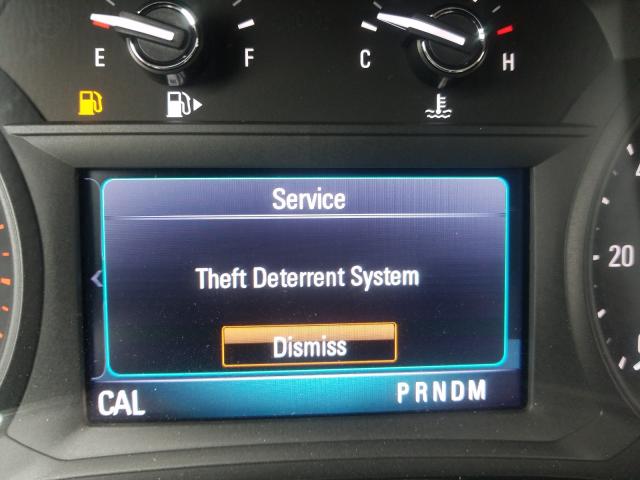 E F C H
Service
Theft Deterrent System
20
Dismiss
CAL PRNDM